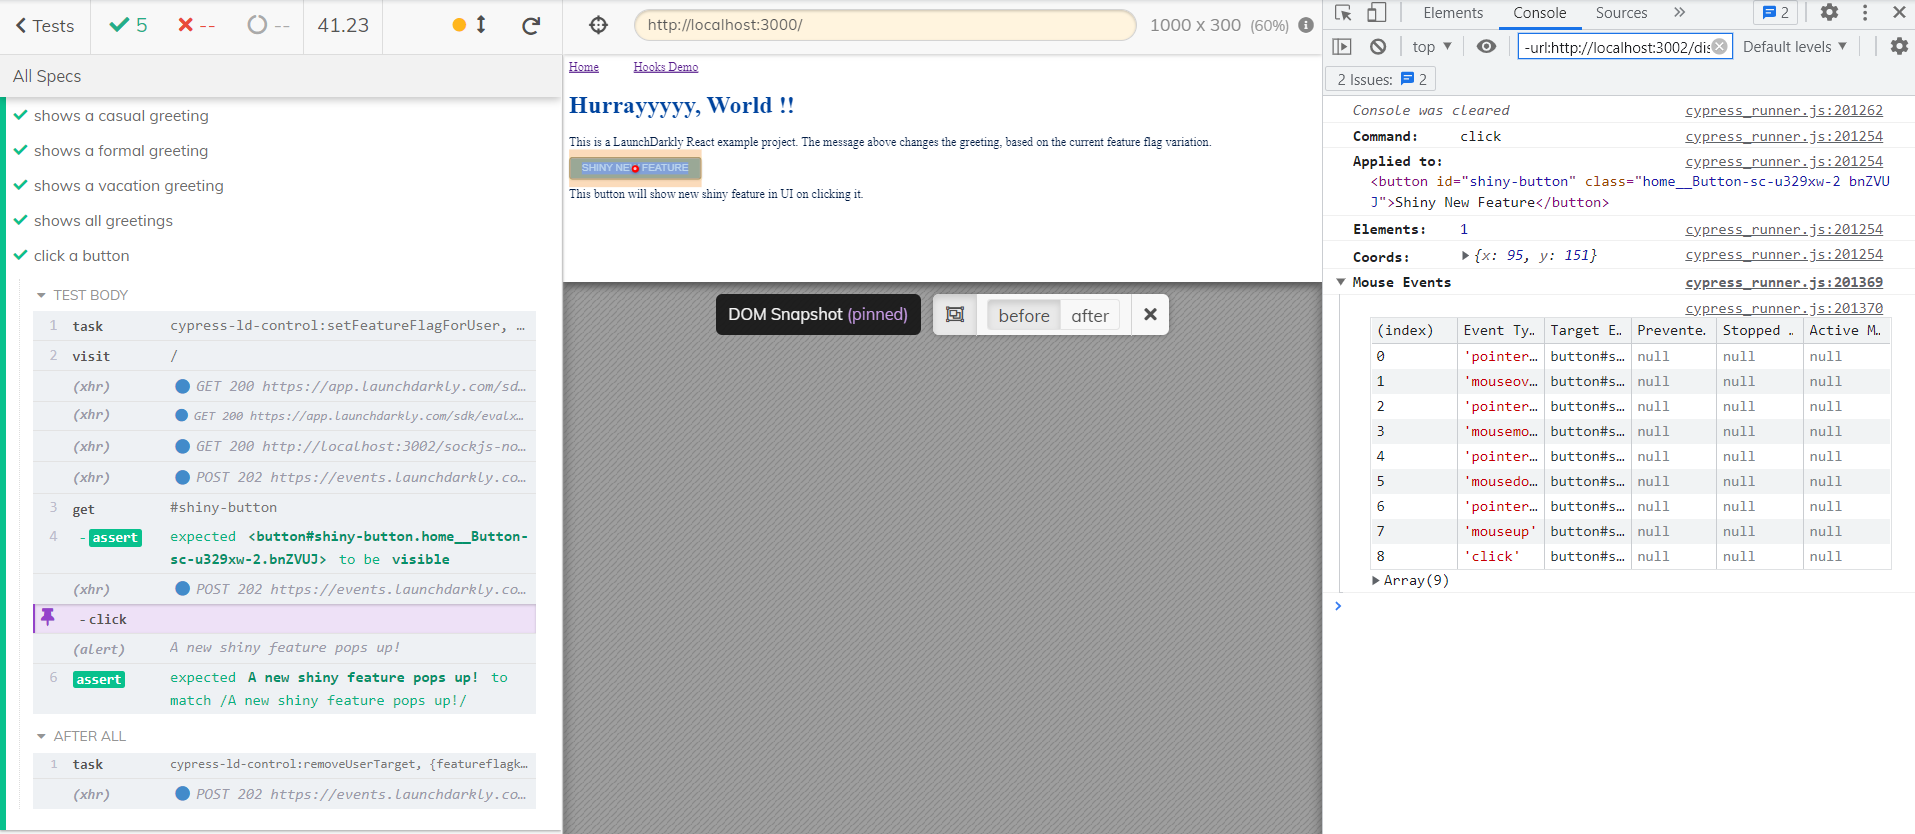 Tests
5
--
--
41.23
All Specs
shows a casual greeting
shows a formal greeting
shows a vacation greeting
shows all greetings
click a button
TEST BODY
1 task cypress-ld-control:setFeatureFlagForUser, …
2 visit /
(xhr) GET 200 https://app.launchdarkly.com/sd…
(xhr) GET 200 https://app.launchdarkly.com/sdk/evalx…
(xhr) GET 200 http://localhost:3002/sockjs-no…
(xhr) POST 202 https://events.launchdarkly.co…
3 get #shiny-button
4 -assert expected <button#shiny-button.home__Button-
sc-u329xw-2.bnZVUJ> to be visible
(xhr) POST 202 https://events.launchdarkly.co…
-click
(alert) A new shiny feature pops up!
6 assert expected A new shiny feature pops up! to
match /A new shiny feature pops up!/
AFTER ALL
1 task cypress-ld-control:removeUserTarget, {featureflagk…
(xhr) POST 202 https://events.launchdarkly.co…
http://localhost:3000/
1000 x 300 (60%)
Home Hooks Demo
Hurrayyyyy, World !!
This is a LaunchDarkly React example project. The message above changes the greeting, based on the current feature flag variation.
SHINY NEW FEATURE
This button will show new shiny feature in UI on clicking it.
DOM Snapshot (pinned)
before after
Elements Console Sources 2
top -url:http://localhost:3002/dis Default levels
2 Issues: 2
Console was cleared cypress_runner.js:201262
Command: click cypress_runner.js:201254
Applied to: cypress_runner.js:201254
<button id="shiny-button" class="home__Button-sc-u329xw-2 bnZVU
J">Shiny New Feature</button>
Elements: 1 cypress_runner.js:201254
Coords: {x: 95, y: 151} cypress_runner.js:201254
Mouse Events cypress_runner.js:201369
cypress_runner.js:201370
(index) Event Ty… Target E… Prevente… Stopped … Active M…
0 'pointer… button#s… null null null
1 'mouseov… button#s… null null null
2 'pointer… button#s… null null null
3 'mousemo… button#s… null null null
4 'pointer… button#s… null null null
5 'mousedo… button#s… null null null
6 'pointer… button#s… null null null
7 'mouseup' button#s… null null null
8 'click' button#s… null null null
Array(9)